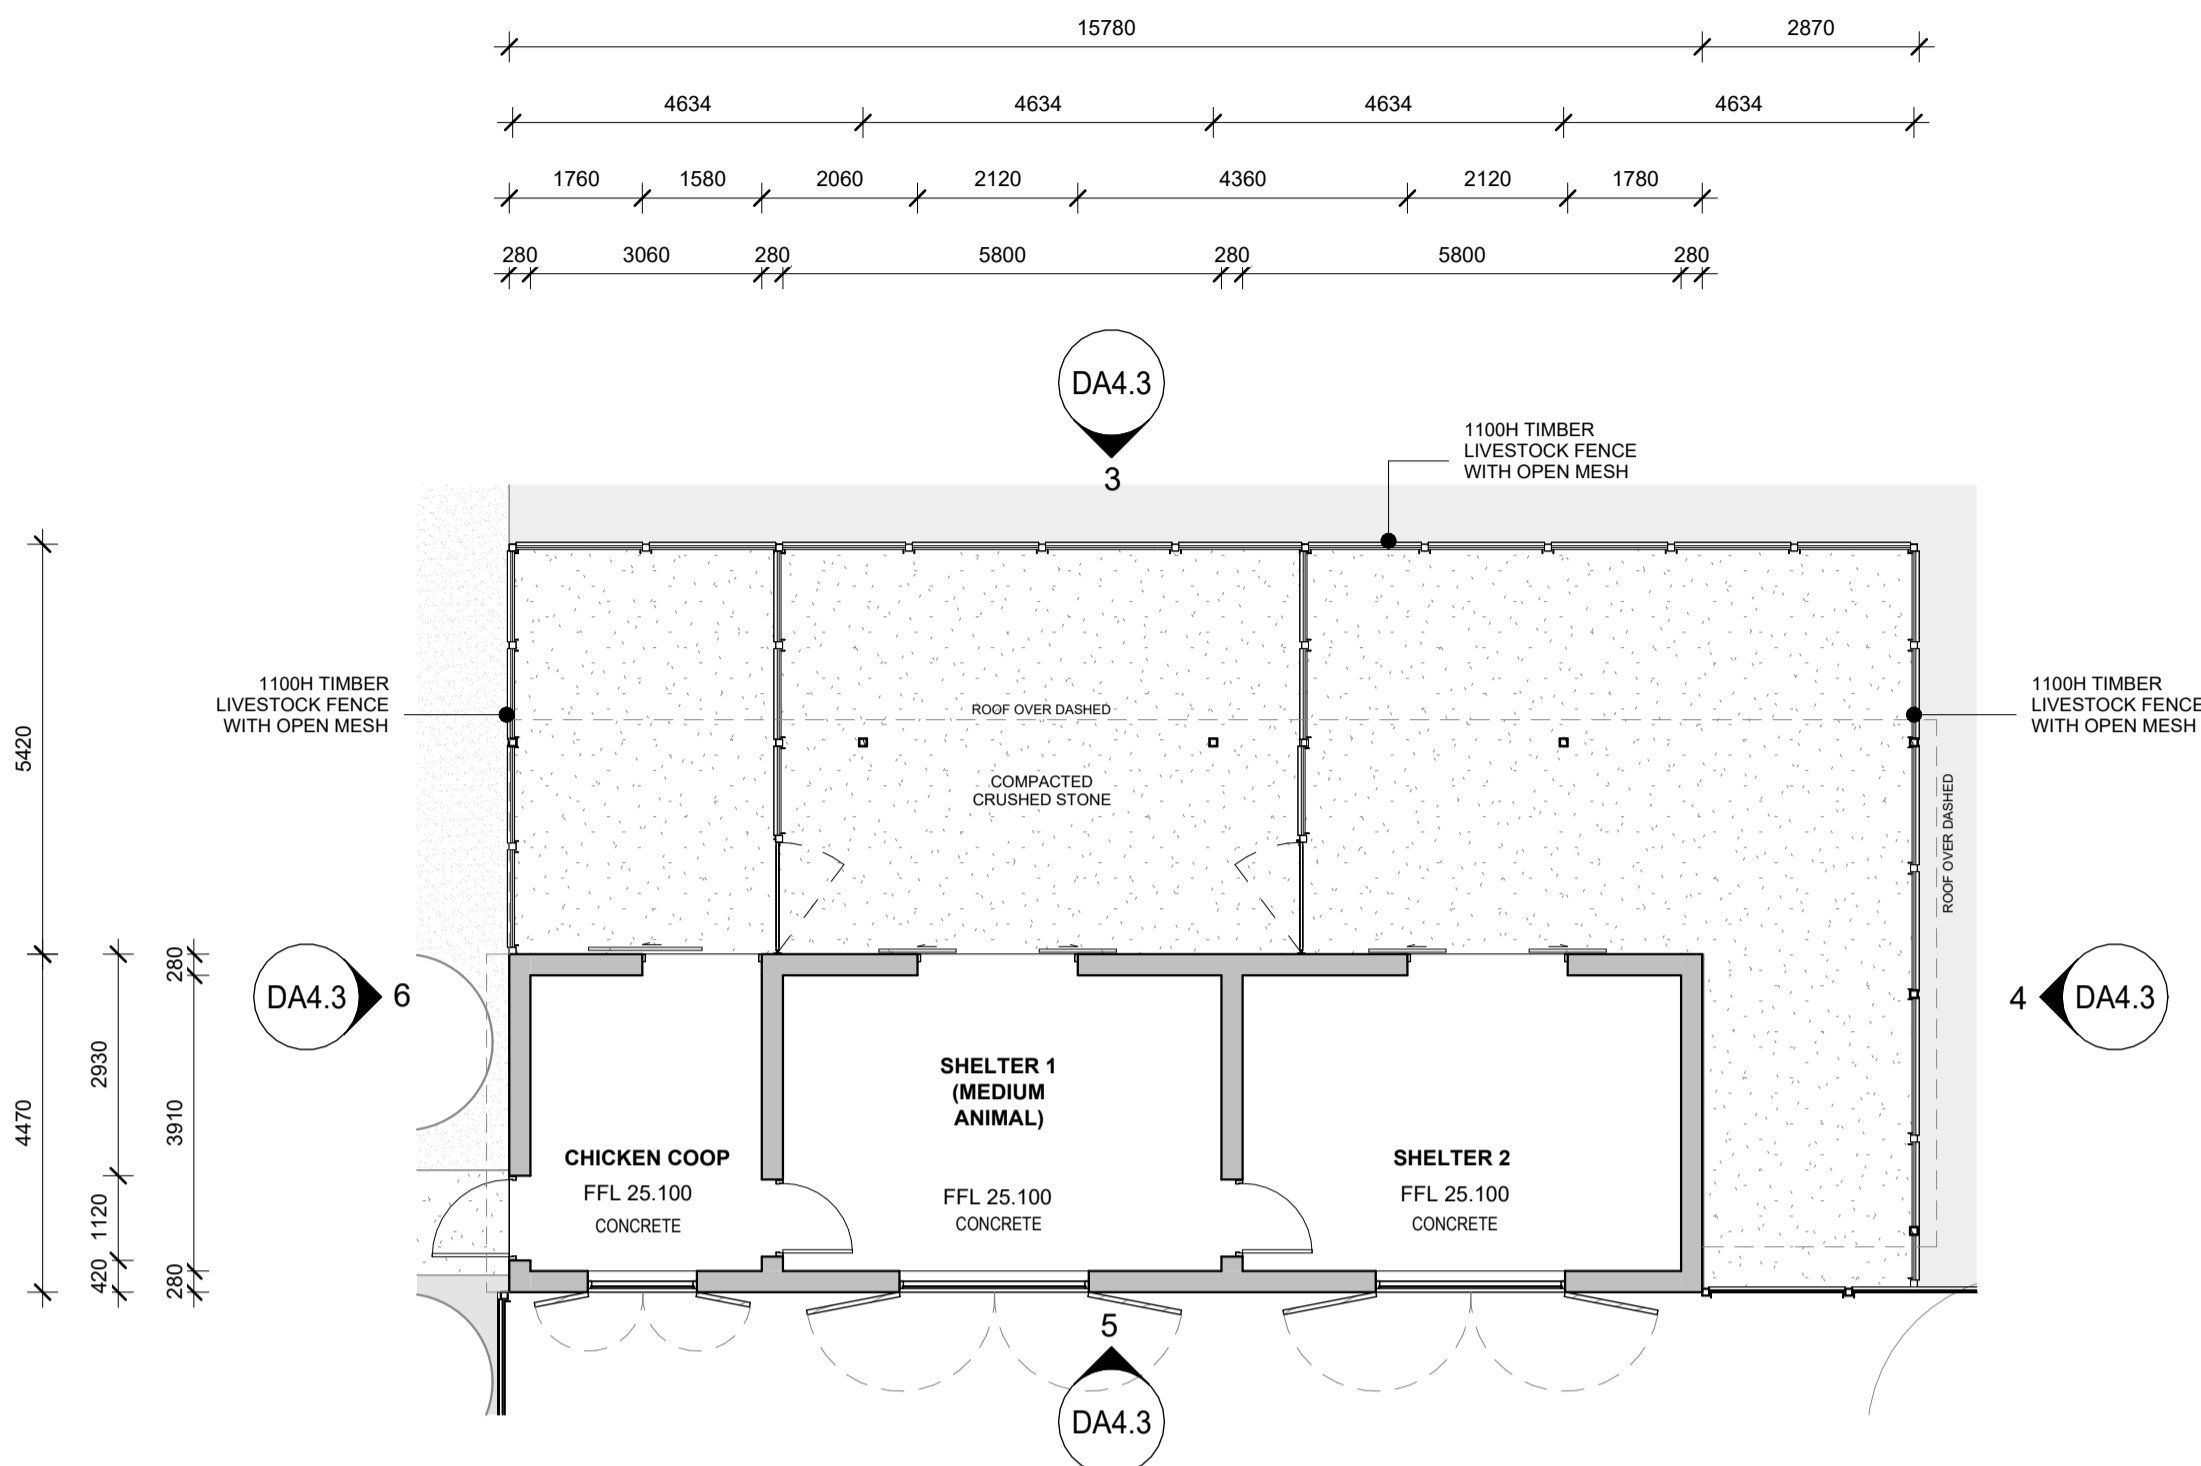 15780 2870
4634 4634 4634 4634
1760 1580 2060 2120 4360 2120 1780
280 3060 280 5800 280 5800 280
DA4.3
3
1100H TIMBER
LIVESTOCK FENCE
WITH OPEN MESH
1100H TIMBER
LIVESTOCK FENCE
WITH OPEN MESH
1100H TIMBER
LIVESTOCK FENCE
WITH OPEN MESH
ROOF OVER DASHED
COMPACTED
CRUSHED STONE
ROOF OVER DASHED
5420
4470
280
2930
3910
1120
420
280
DA4.3 6
4 DA4.3
SHELTER 1
(MEDIUM
ANIMAL)
FFL 25.100
CONCRETE
CHICKEN COOP
FFL 25.100
CONCRETE
SHELTER 2
FFL 25.100
CONCRETE
5
DA4.3